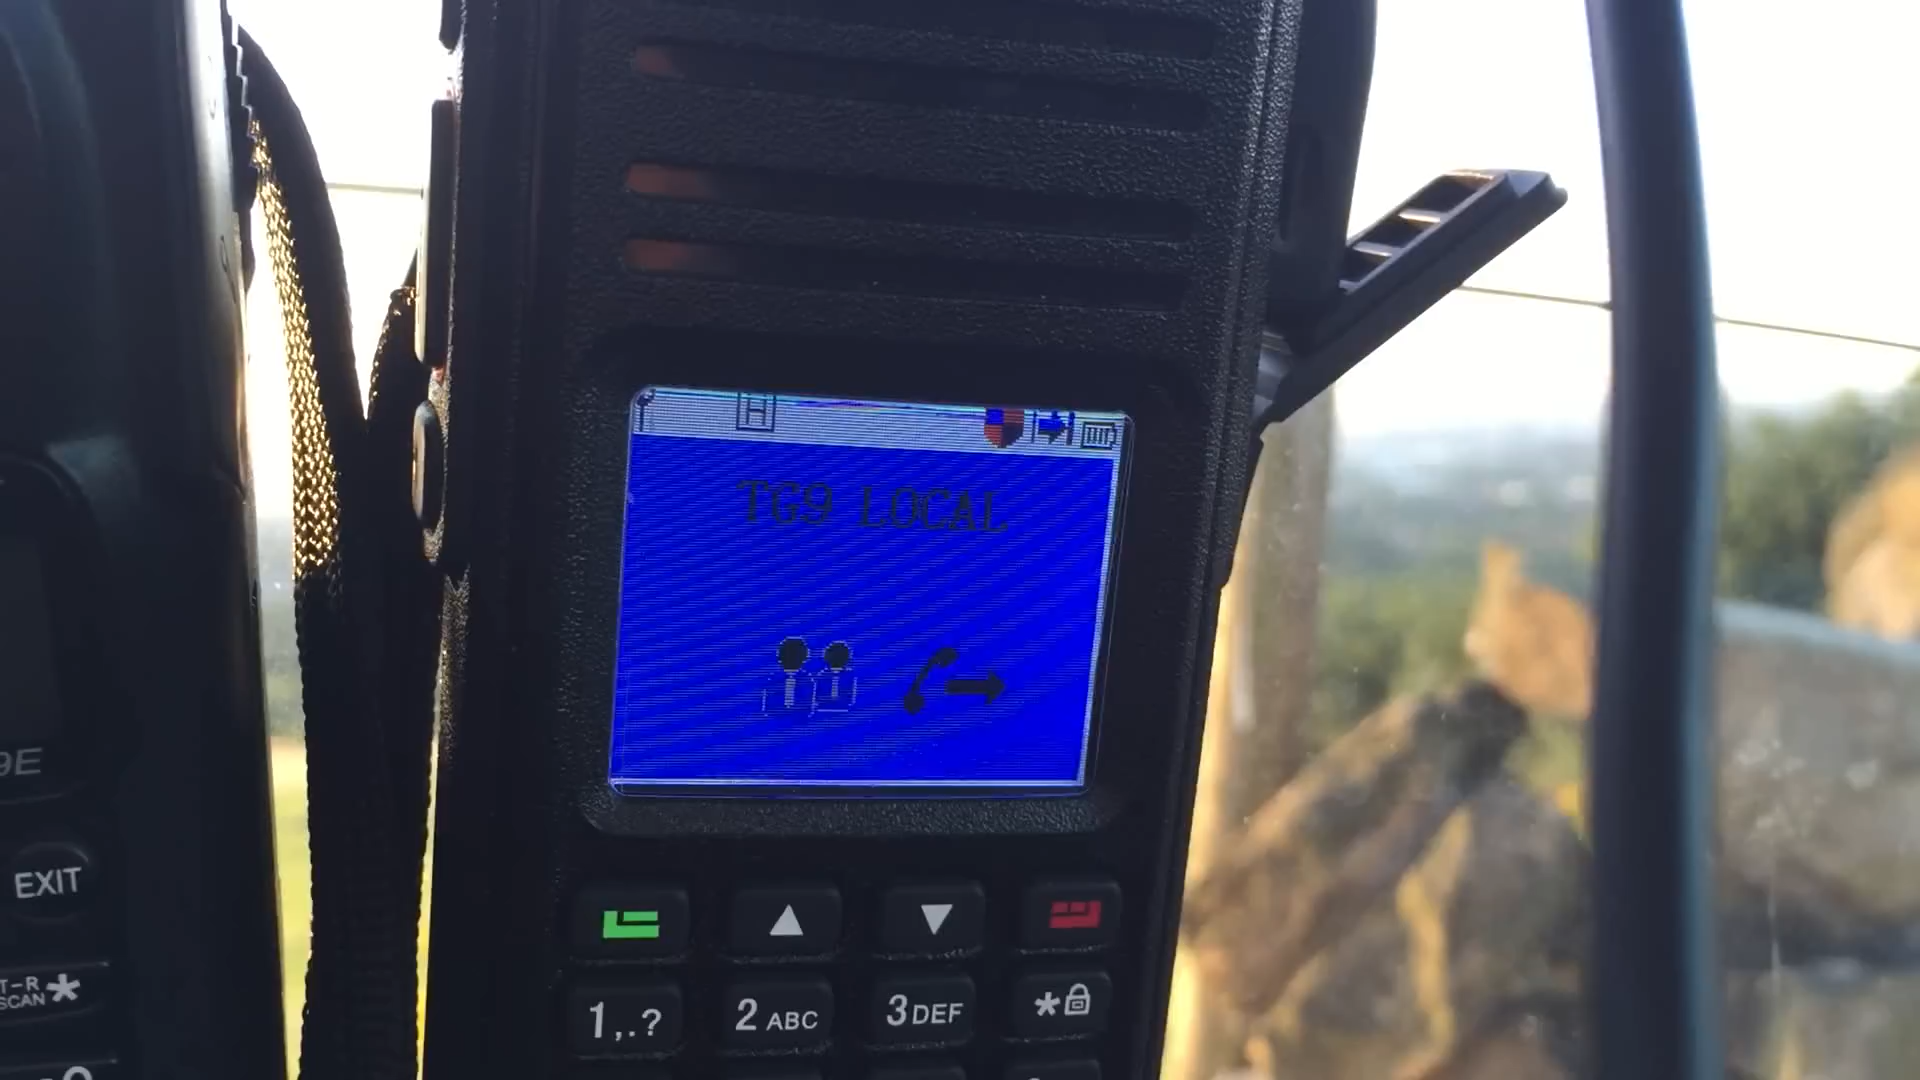 H
TG9 LOCAL
9E
EXIT
T-R
SCAN *
1,.?
2 ABC
3 DEF
*